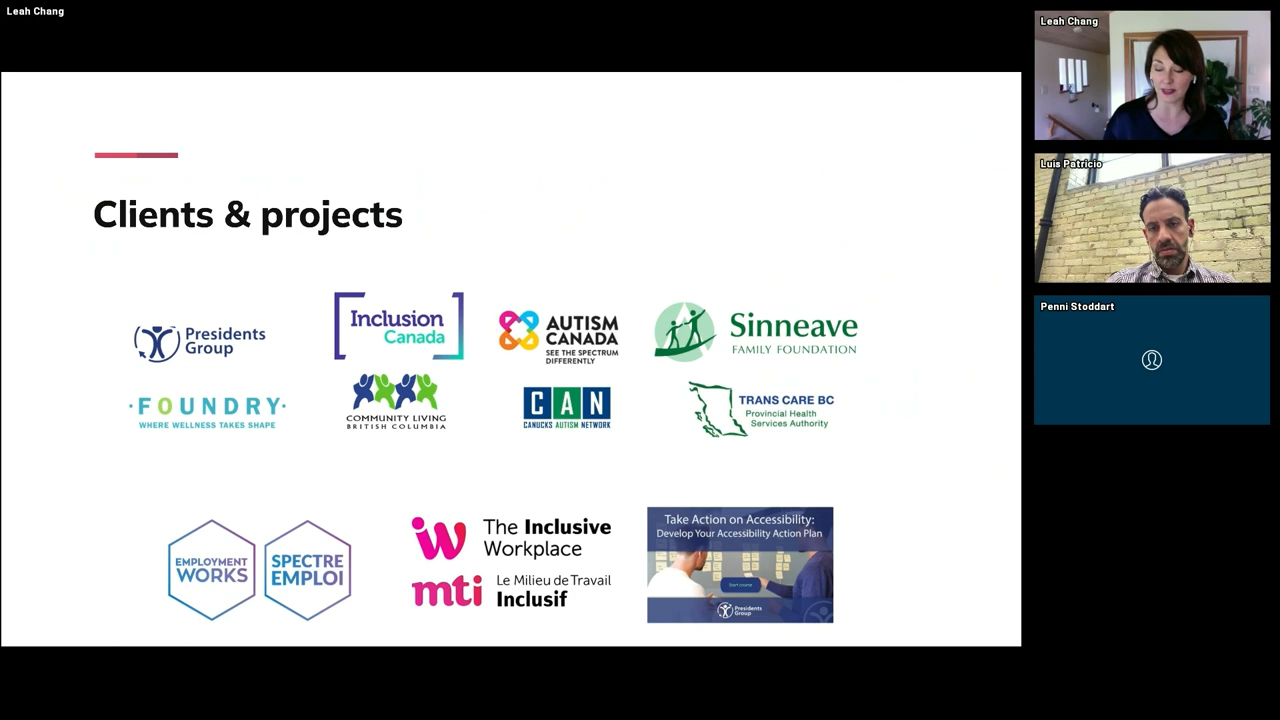 Leah Chang
Clients & projects
Presidents
Group
Inclusion
Canada
AUTISM
CANADA
SEE THE SPECTRUM
DIFFERENTLY
Sinneave
FAMILY FOUNDATION
·FOUNDRY·
WHERE WELLNESS TAKES SHAPE
COMMUNITY LIVING
BRITISH COLUMBIA
CAN
CANUCKS AUTISM NETWORK
TRANS CARE BC
Provincial Health
Services Authority
EMPLOYMENT
WORKS
SPECTRE
EMPLOI
iw The Inclusive
Workplace
mti Le Milieu de Travail
Inclusif
Take Action on Accessibility:
Develop Your Accessibility Action Plan
Start course
Presidents
Group
Leah Chang
Luis Patricio
Penni Stoddart